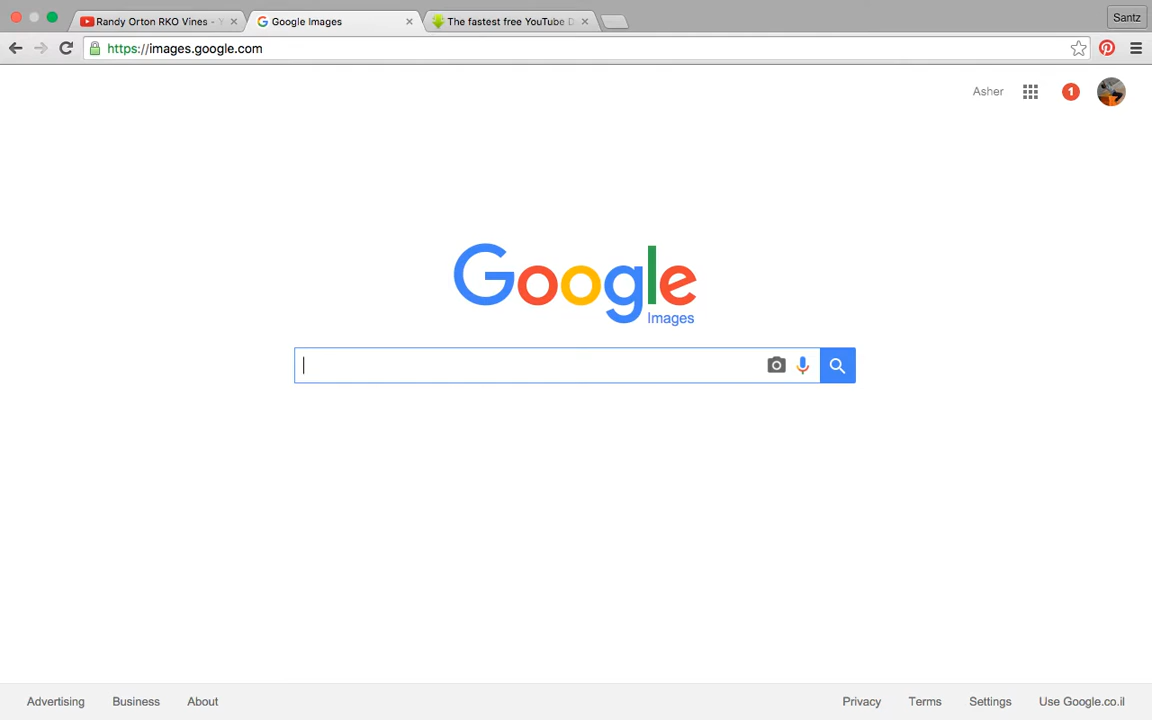 Randy Orton RKO Vines - Y
Google Images
The fastest free YouTube D
Santz
https://images.google.com
Asher
1
Google
Images
Advertising
Business
About
Privacy
Terms
Settings
Use Google.co.il